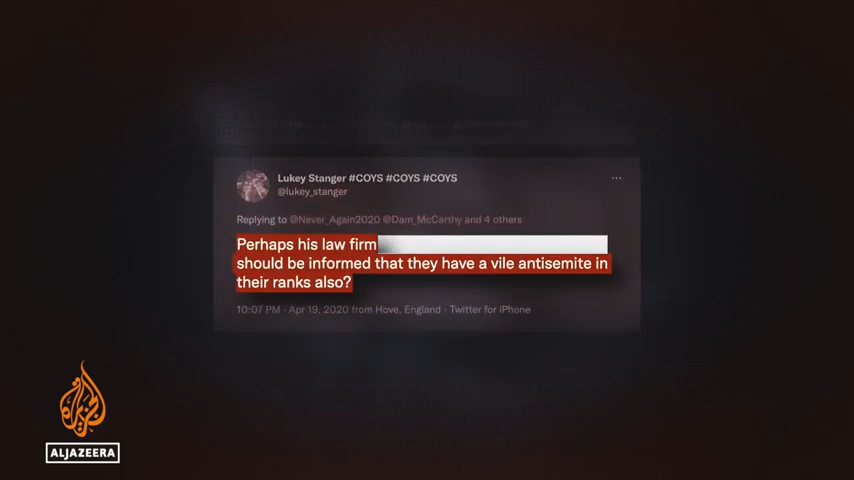 Lukey Stanger #COYS #COYS #COYS
@lukey_stanger
Replying to @Never_Again2020 @Dam_McCarthy and 4 others
Perhaps his law firm
should be informed that they have a vile antisemite in
their ranks also?
10:07 PM · Apr 19, 2020 from Hove, England · Twitter for iPhone
ALJAZEERA